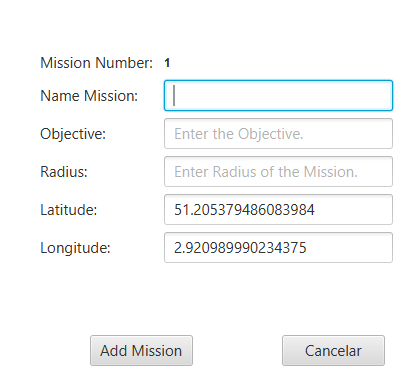 Mission Number: 1
Name Mission:
Objective: Enter the Objective.
Radius: Enter Radius of the Mission.
Latitude: 51.205379486083984
Longitude: 2.920989990234375
Add Mission Cancelar